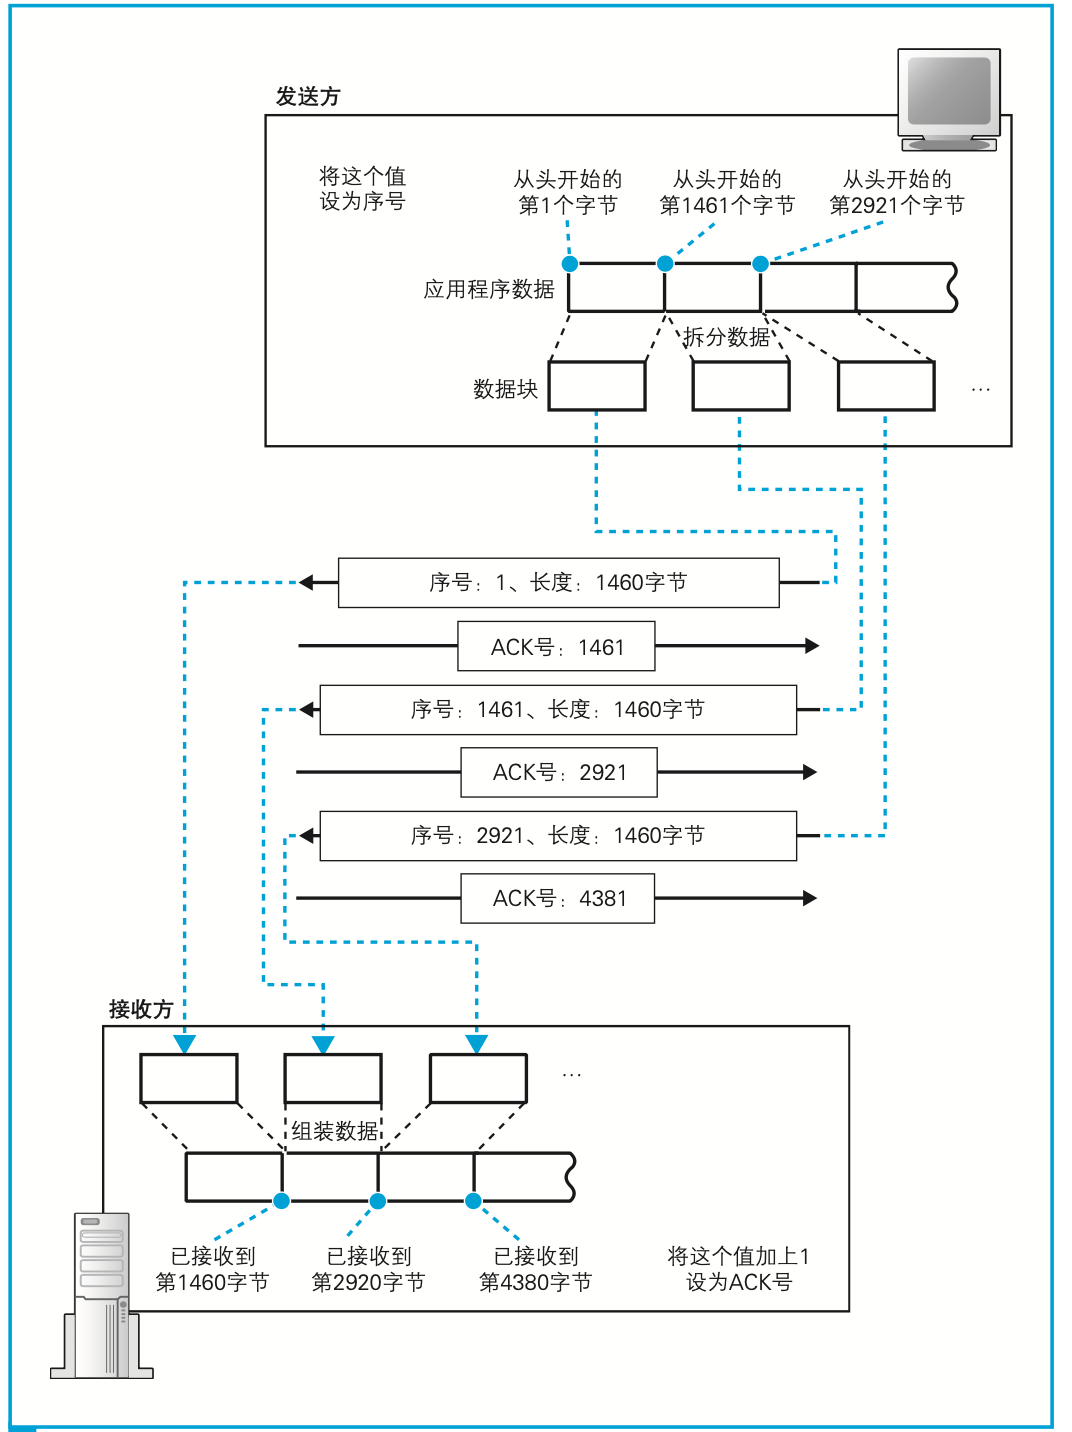 发送方
将这个值
设为序号
从头开始的
第1个字节
从头开始的
第1461个字节
从头开始的
第2921个字节
应用程序数据
拆分数据
数据块
…
序号：1、长度：1460字节
ACK号：1461
序号：1461、长度：1460字节
ACK号：2921
序号：2921、长度：1460字节
ACK号：4381
接收方
…
组装数据
已接收到
第1460字节
已接收到
第2920字节
已接收到
第4380字节
将这个值加上1
设为ACK号